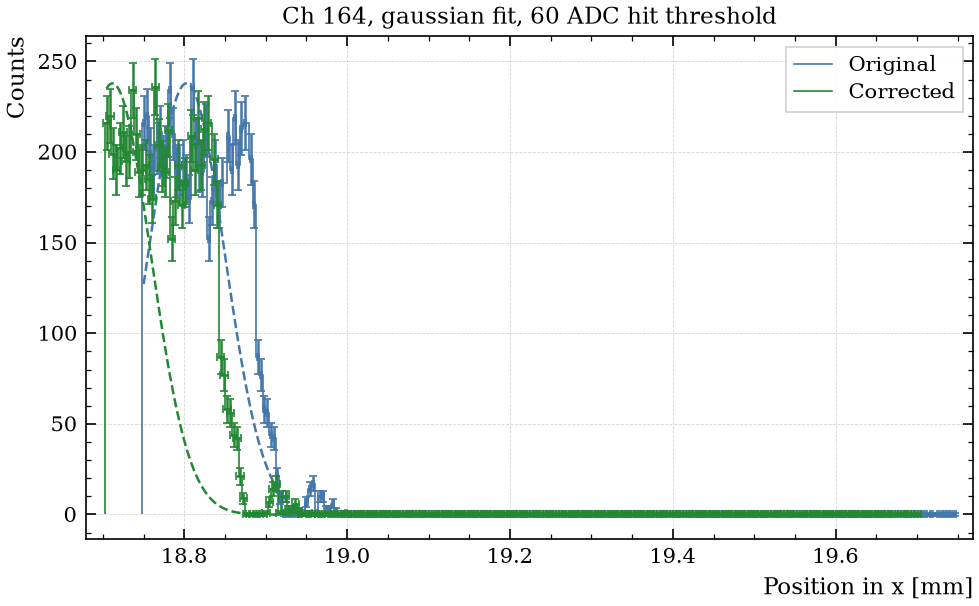 Ch 164, gaussian fit, 60 ADC hit threshold
Counts
250
200
150
100
50
0
Original
Corrected
18.8
19.0
19.2
19.4
19.6
Position in x [mm]